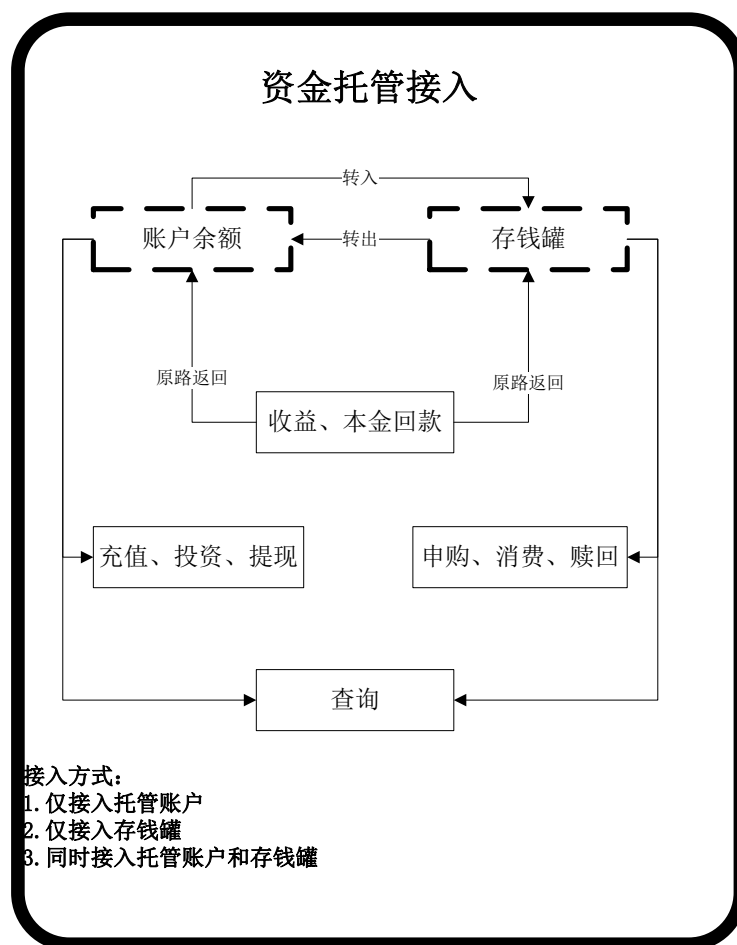 资金托管接入
转入
账户余额
转出
存钱罐
原路返回
原路返回
收益、本金回款
充值、投资、提现
申购、消费、赎回
查询
接入方式：
1.仅接入托管账户
2.仅接入存钱罐
3.同时接入托管账户和存钱罐